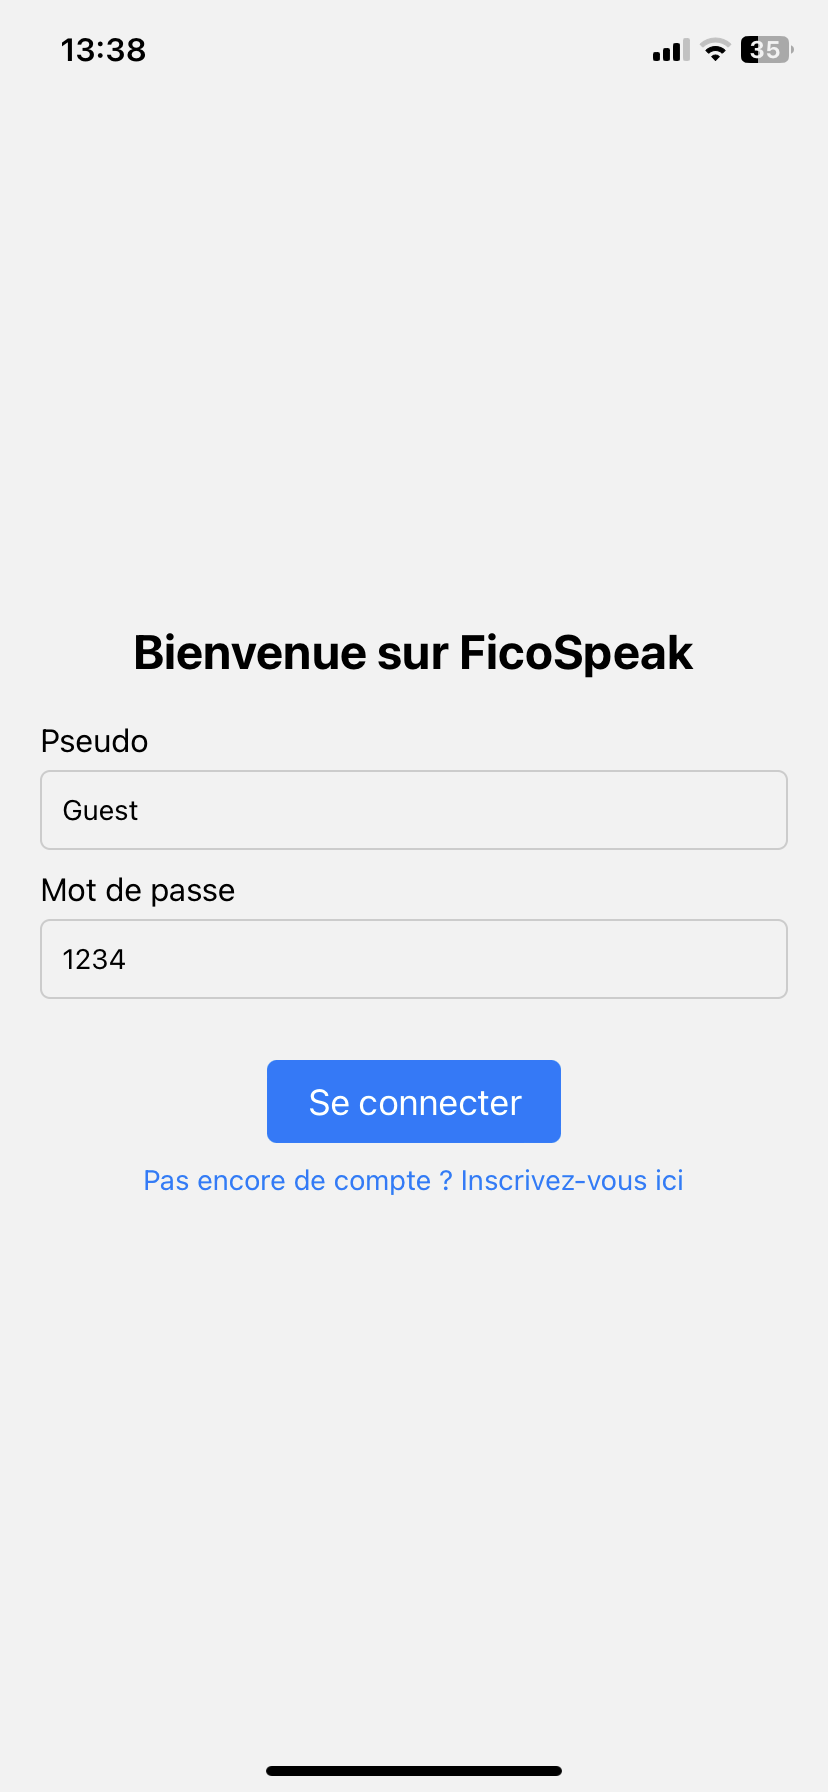 13:38
35
Bienvenue sur FicoSpeak
Pseudo
Guest
Mot de passe
1234
Se connecter
Pas encore de compte ? Inscrivez-vous ici